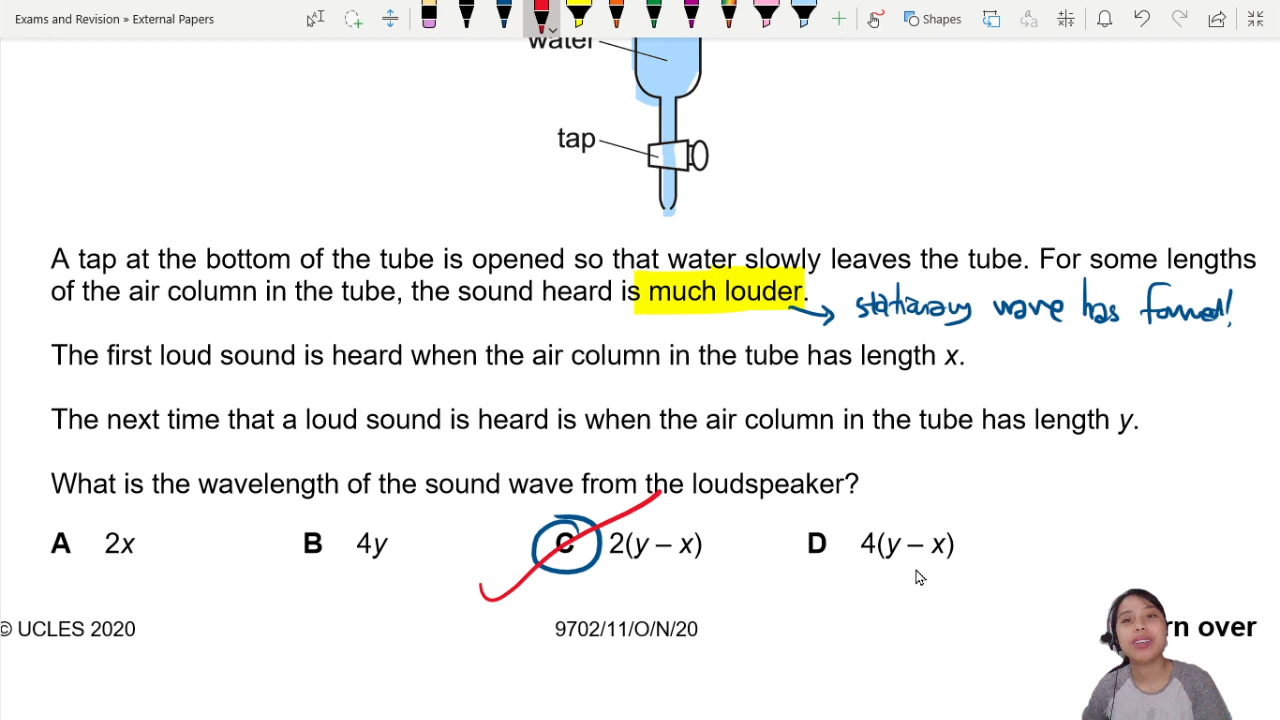 Exams and Revision » External Papers
Shapes
water
tap
A tap at the bottom of the tube is opened so that water slowly leaves the tube. For some lengths
of the air column in the tube, the sound heard is much louder.
stationary wave has formed!
The first loud sound is heard when the air column in the tube has length x.
The next time that a loud sound is heard is when the air column in the tube has length y.
What is the wavelength of the sound wave from the loudspeaker?
A 2x B 4y C 2(y – x) D 4(y – x)
© UCLES 2020 9702/11/O/N/20 rn over